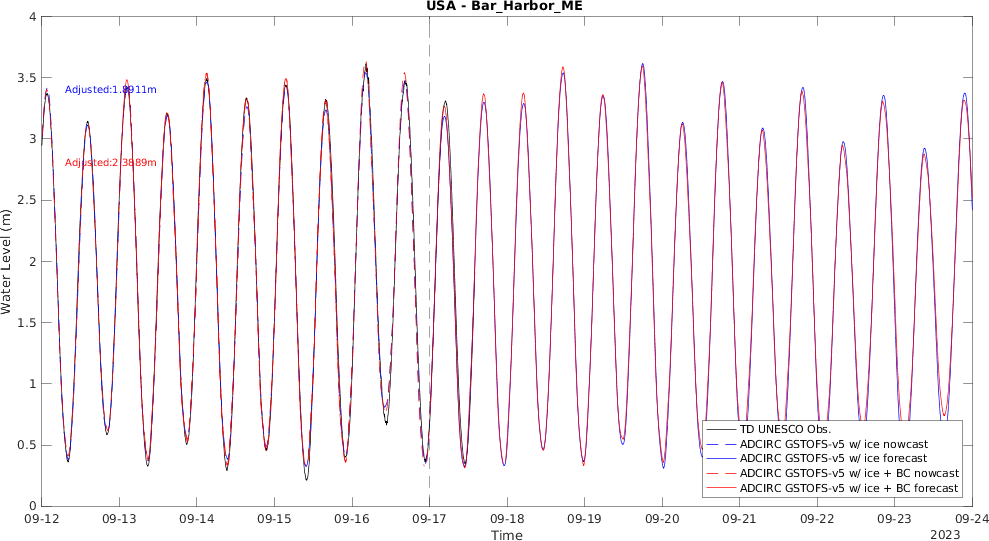 USA - Bar_Harbor_ME
4
3.5
3
2.5
2
1.5
1
0.5
0
Water Level (m)
Adjusted:1.8911m
Adjusted:2.3889m
TD UNESCO Obs.
ADCIRC GSTOFS-v5 w/ ice nowcast
ADCIRC GSTOFS-v5 w/ ice forecast
ADCIRC GSTOFS-v5 w/ ice + BC nowcast
ADCIRC GSTOFS-v5 w/ ice + BC forecast
09-12 09-13 09-14 09-15 09-16 09-17 09-18 09-19 09-20 09-21 09-22 09-23 09-24
Time
2023